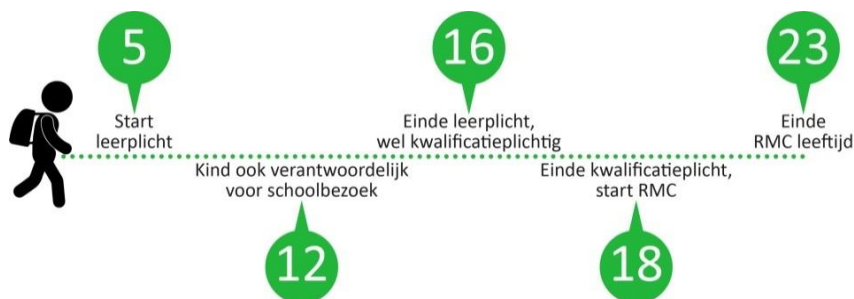 5
Start
leerplicht
12
Kind ook verantwoordelijk
voor schoolbezoek
16
Einde leerplicht,
wel kwalificatieplichtig
18
Einde kwalificatieplicht,
start RMC
23
Einde
RMC leeftijd